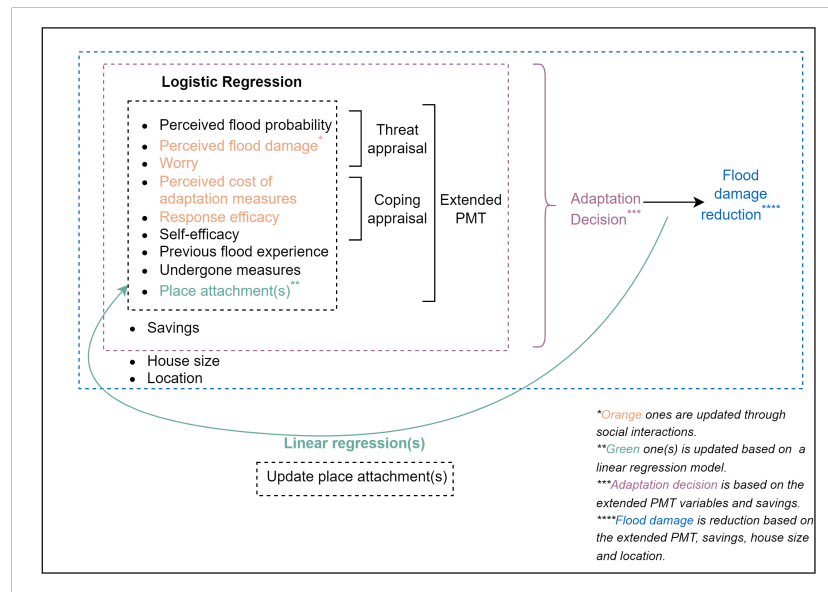 Logistic Regression
Perceived flood probability
Perceived flood damage*
Worry
Perceived cost of
adaptation measures
Response efficacy
Self-efficacy
Previous flood experience
Undergone measures
Place attachment(s)**
Savings
House size
Location
Threat
appraisal
Coping
appraisal
Extended
PMT
Adaptation
Decision***
Flood
damage
reduction****
Linear regression(s)
Update place attachment(s)
*Orange ones are updated through
social interactions.
**Green one(s) is updated based on a
linear regression model.
***Adaptation decision is based on the
extended PMT variables and savings.
****Flood damage is reduction based on
the extended PMT, savings, house size
and location.